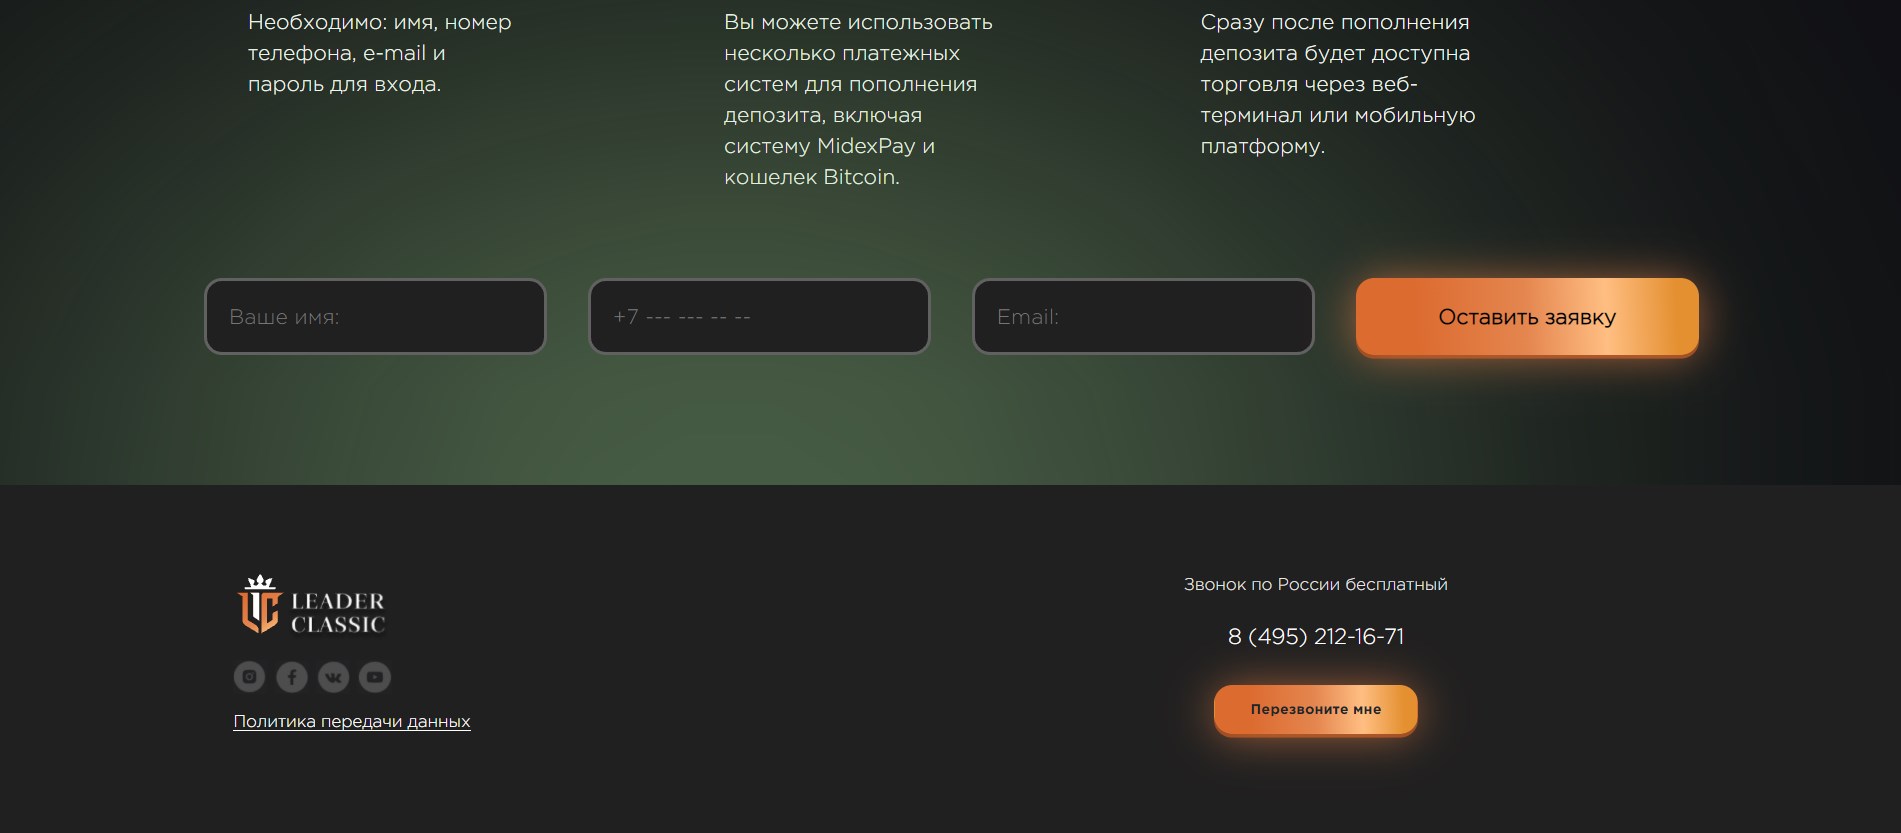 Необходимо: имя, номер
телефона, e-mail и
пароль для входа.
Вы можете использовать
несколько платежных
систем для пополнения
депозита, включая
систему MidexPay и
кошелек Bitcoin.
Сразу после пополнения
депозита будет доступна
торговля через веб-
терминал или мобильную
платформу.
Ваше имя:
+7 --- --- -- --
Email:
Оставить заявку
LEADER
CLASSIC
Политика передачи данных
Звонок по России бесплатный
8 (495) 212-16-71
Перезвоните мне